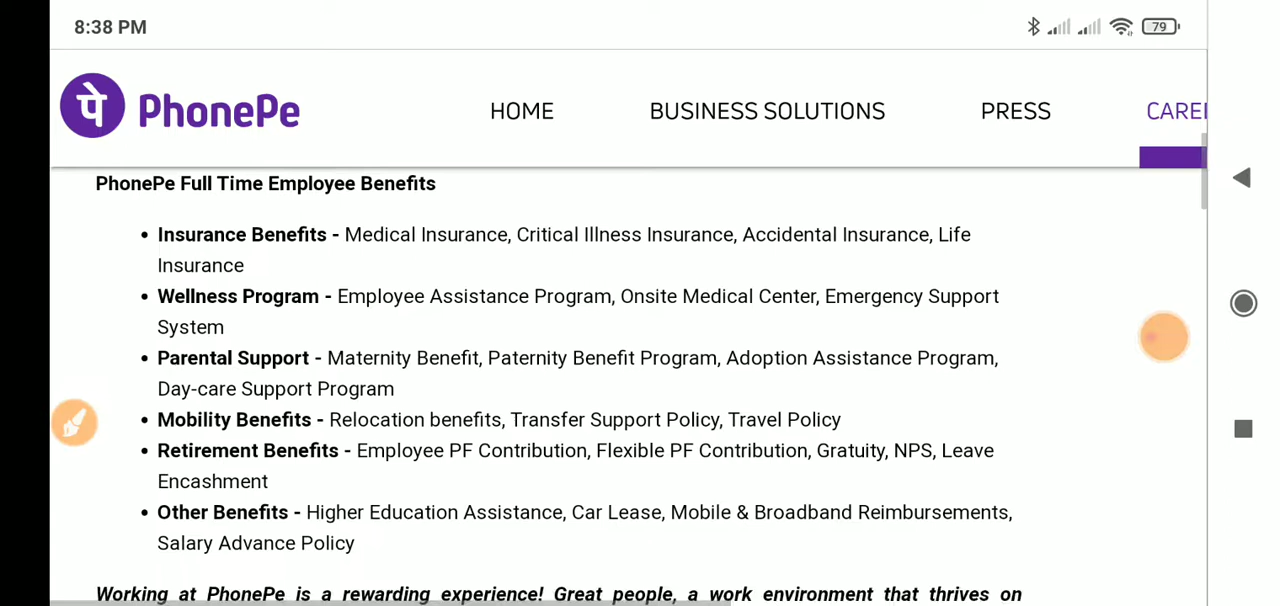 8:38 PM
79
पे PhonePe
HOME
BUSINESS SOLUTIONS
PRESS
PhonePe Full Time Employee Benefits
• Insurance Benefits - Medical Insurance, Critical Illness Insurance, Accidental Insurance, Life
Insurance
• Wellness Program - Employee Assistance Program, Onsite Medical Center, Emergency Support
System
• Parental Support - Maternity Benefit, Paternity Benefit Program, Adoption Assistance Program,
Day-care Support Program
• Mobility Benefits - Relocation benefits, Transfer Support Policy, Travel Policy
• Retirement Benefits - Employee PF Contribution, Flexible PF Contribution, Gratuity, NPS, Leave
Encashment
• Other Benefits - Higher Education Assistance, Car Lease, Mobile & Broadband Reimbursements,
Salary Advance Policy
Working at PhonePe is a rewarding experience! Great people, a work environment that thrives on